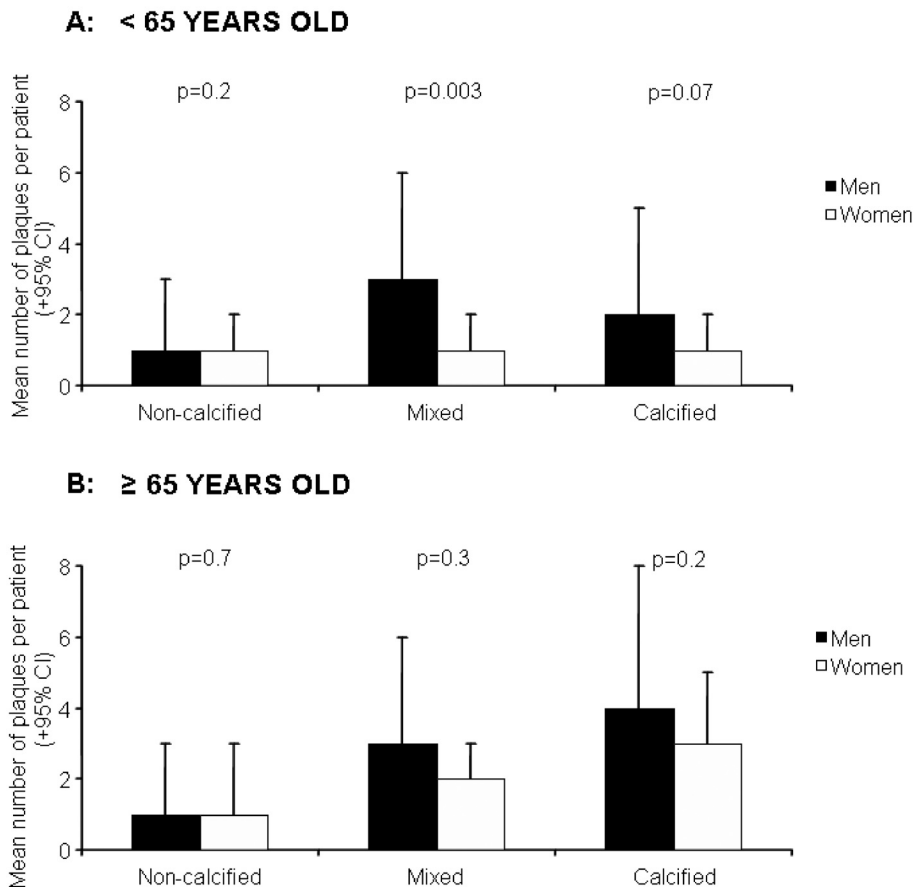 A: < 65 YEARS OLD
p=0.2 p=0.003 p=0.07
Mean number of plaques per patient
(+95% CI)
8
6
4
2
0
Men
Women
Non-calcified Mixed Calcified
B: ≥ 65 YEARS OLD
p=0.7 p=0.3 p=0.2
Mean number of plaques per patient
(+95% CI)
8
6
4
2
0
Men
Women
Non-calcified Mixed Calcified